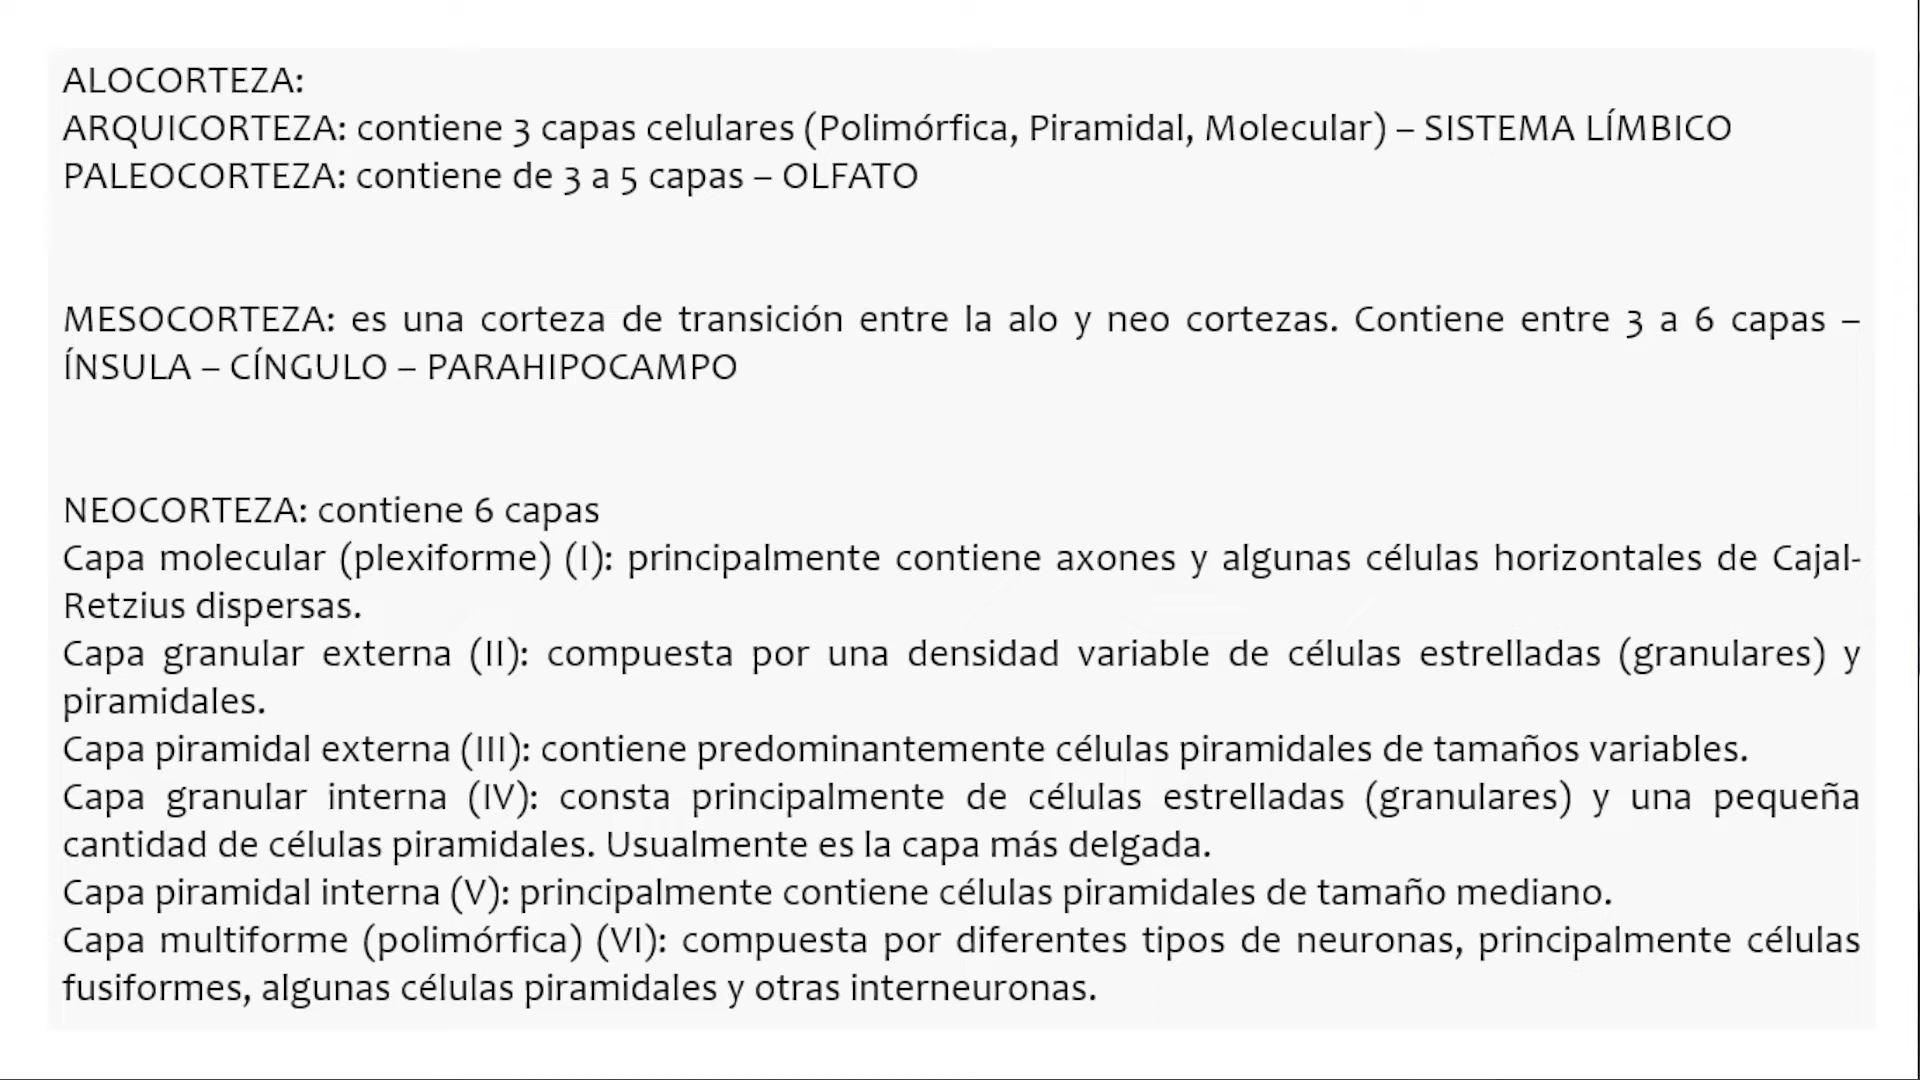 ALOCORTEZA:
ARQUICORTEZA: contiene 3 capas celulares (Polimórfica, Piramidal, Molecular) – SISTEMA LÍMBICO
PALEOCORTEZA: contiene de 3 a 5 capas – OLFATO
MESOCORTEZA: es una corteza de transición entre la alo y neo cortezas. Contiene entre 3 a 6 capas –
ÍNSULA – CÍNGULO – PARAHIPOCAMPO
NEOCORTEZA: contiene 6 capas
Capa molecular (plexiforme) (I): principalmente contiene axones y algunas células horizontales de Cajal-
Retzius dispersas.
Capa granular externa (II): compuesta por una densidad variable de células estrelladas (granulares) y
piramidales.
Capa piramidal externa (III): contiene predominantemente células piramidales de tamaños variables.
Capa granular interna (IV): consta principalmente de células estrelladas (granulares) y una pequeña
cantidad de células piramidales. Usualmente es la capa más delgada.
Capa piramidal interna (V): principalmente contiene células piramidales de tamaño mediano.
Capa multiforme (polimórfica) (VI): compuesta por diferentes tipos de neuronas, principalmente células
fusiformes, algunas células piramidales y otras interneuronas.